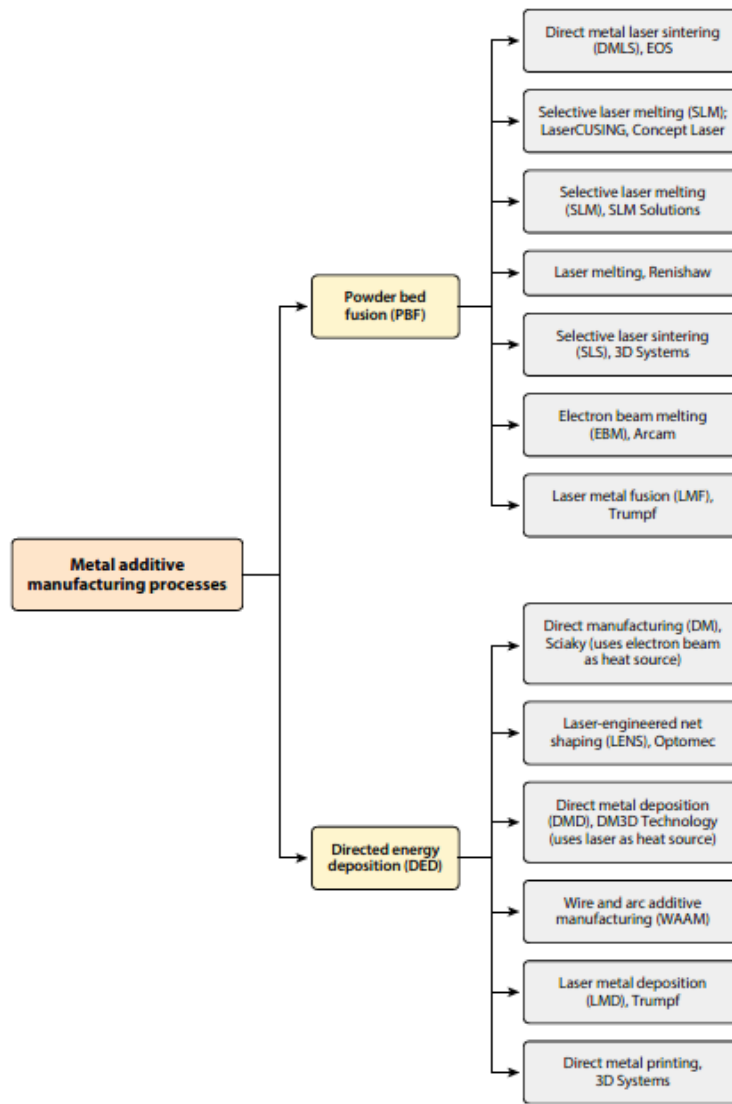 Metal additive
manufacturing processes
Powder bed
fusion (PBF)
Direct metal laser sintering
(DMLS), EOS
Selective laser melting (SLM);
LaserCUSING, Concept Laser
Selective laser melting
(SLM), SLM Solutions
Laser melting, Renishaw
Selective laser sintering
(SLS), 3D Systems
Electron beam melting
(EBM), Arcam
Laser metal fusion (LMF),
Trumpf
Directed energy
deposition (DED)
Direct manufacturing (DM),
Sciaky (uses electron beam
as heat source)
Laser-engineered net
shaping (LENS), Optomec
Direct metal deposition
(DMD), DM3D Technology
(uses laser as heat source)
Wire and arc additive
manufacturing (WAAM)
Laser metal deposition
(LMD), Trumpf
Direct metal printing,
3D Systems